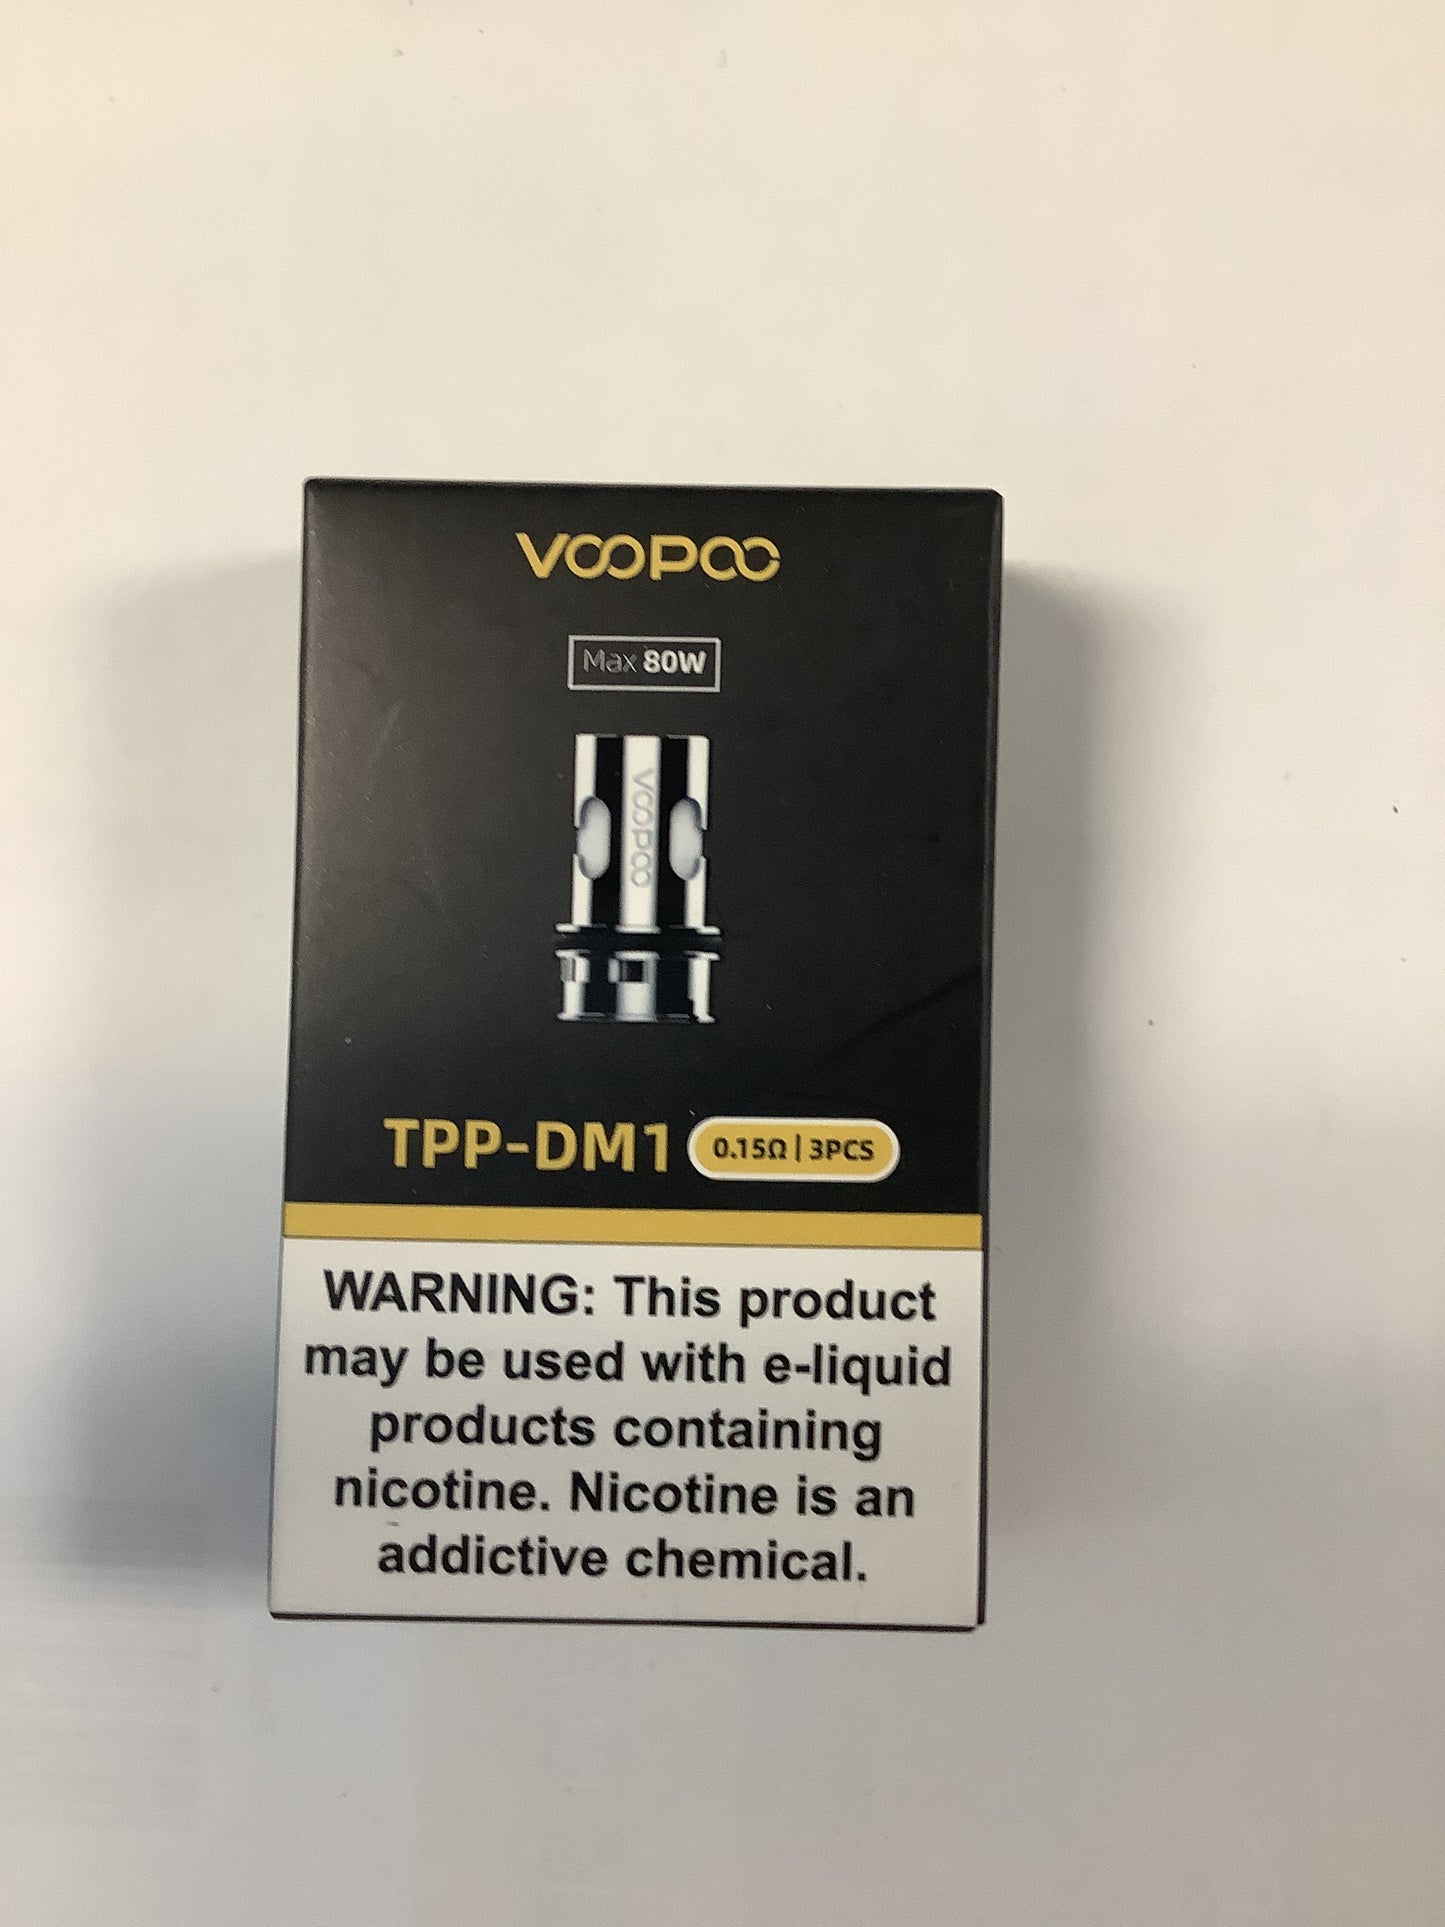 VOOPOO
Max 80W
VOOPOO
TPP-DM1 0.15Ω | 3PCS
WARNING: This product
may be used with e-liquid
products containing
nicotine. Nicotine is an
addictive chemical.